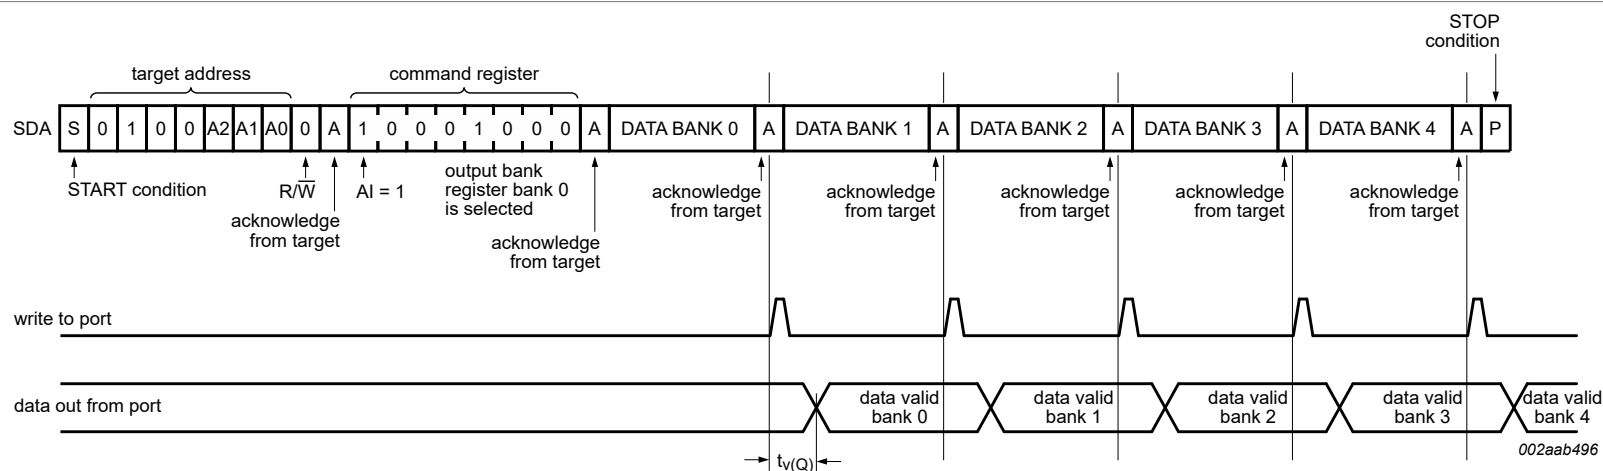 STOP
condition
target address
command register
SDA S 0 1 0 0 A2 A1 A0 0 A 1 0 0 0 1 0 0 0 A DATA BANK 0 A DATA BANK 1 A DATA BANK 2 A DATA BANK 3 A DATA BANK 4 A P
START condition
R/W̅
AI = 1
output bank
register bank 0
is selected
acknowledge
from target
acknowledge
from target
acknowledge
from target
acknowledge
from target
acknowledge
from target
acknowledge
from target
acknowledge
from target
write to port
data out from port
data valid
bank 0
data valid
bank 1
data valid
bank 2
data valid
bank 3
data valid
bank 4
tv(Q)
002aab496